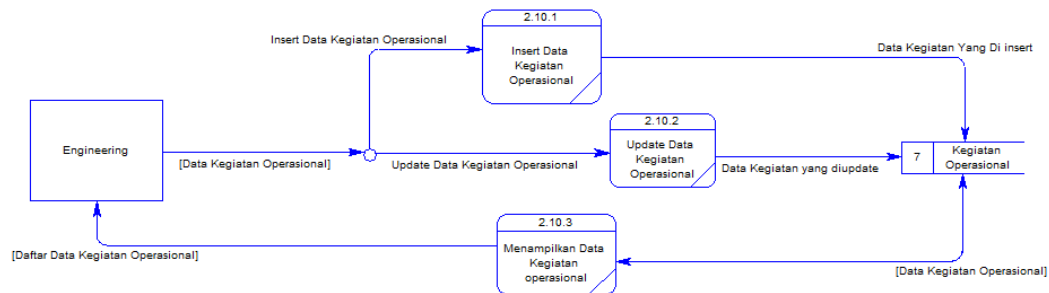 2.10.1
Insert Data Kegiatan Operasional
Insert Data
Kegiatan
Operasional
Data Kegiatan Yang Di insert
2.10.2
Engineering
Update Data
Kegiatan
Operasional
7
Kegiatan
Operasional
[Data Kegiatan Operasional]
Update Data Kegiatan Operasional
Data Kegiatan yang diupdate
2.10.3
Menampilkan Data
Kegiatan
operasional
[Daftar Data Kegiatan Operasional]
[Data Kegiatan Operasional]